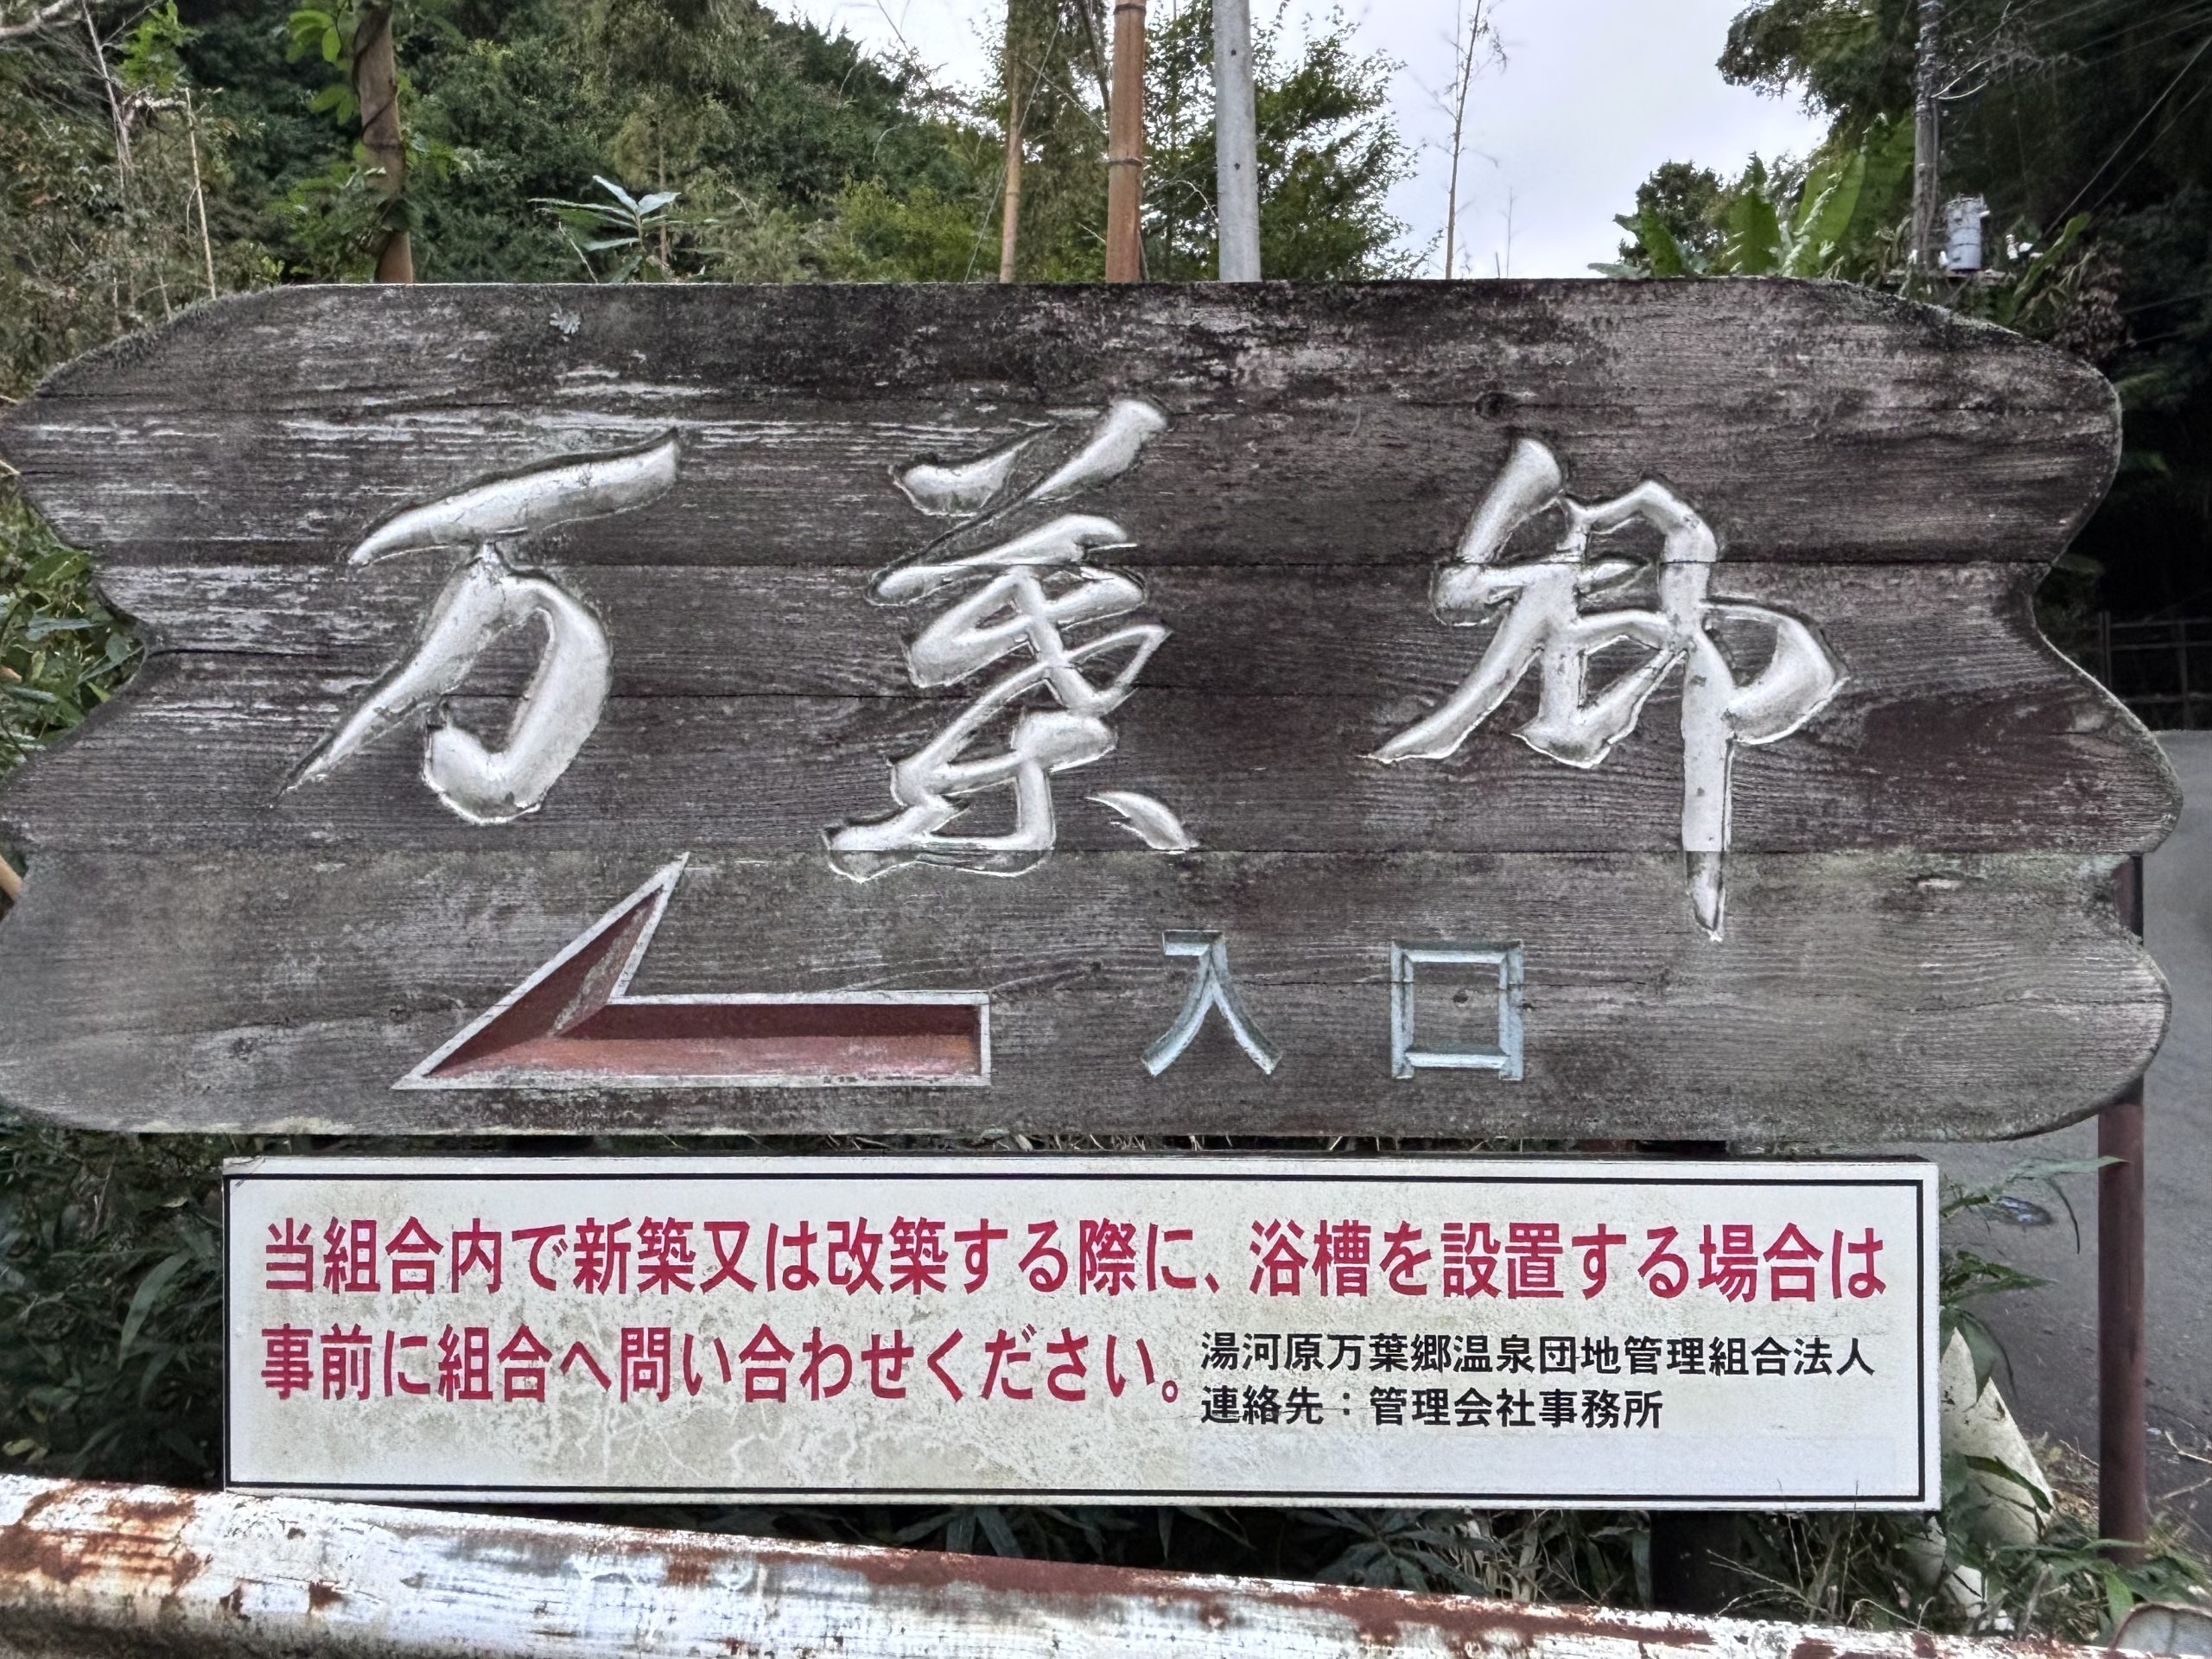 万葉郷
入口
当組合内で新築又は改築する際に、浴槽を設置する場合は
事前に組合へ問い合わせください。
湯河原万葉郷温泉団地管理組合法人
連絡先：管理会社事務所